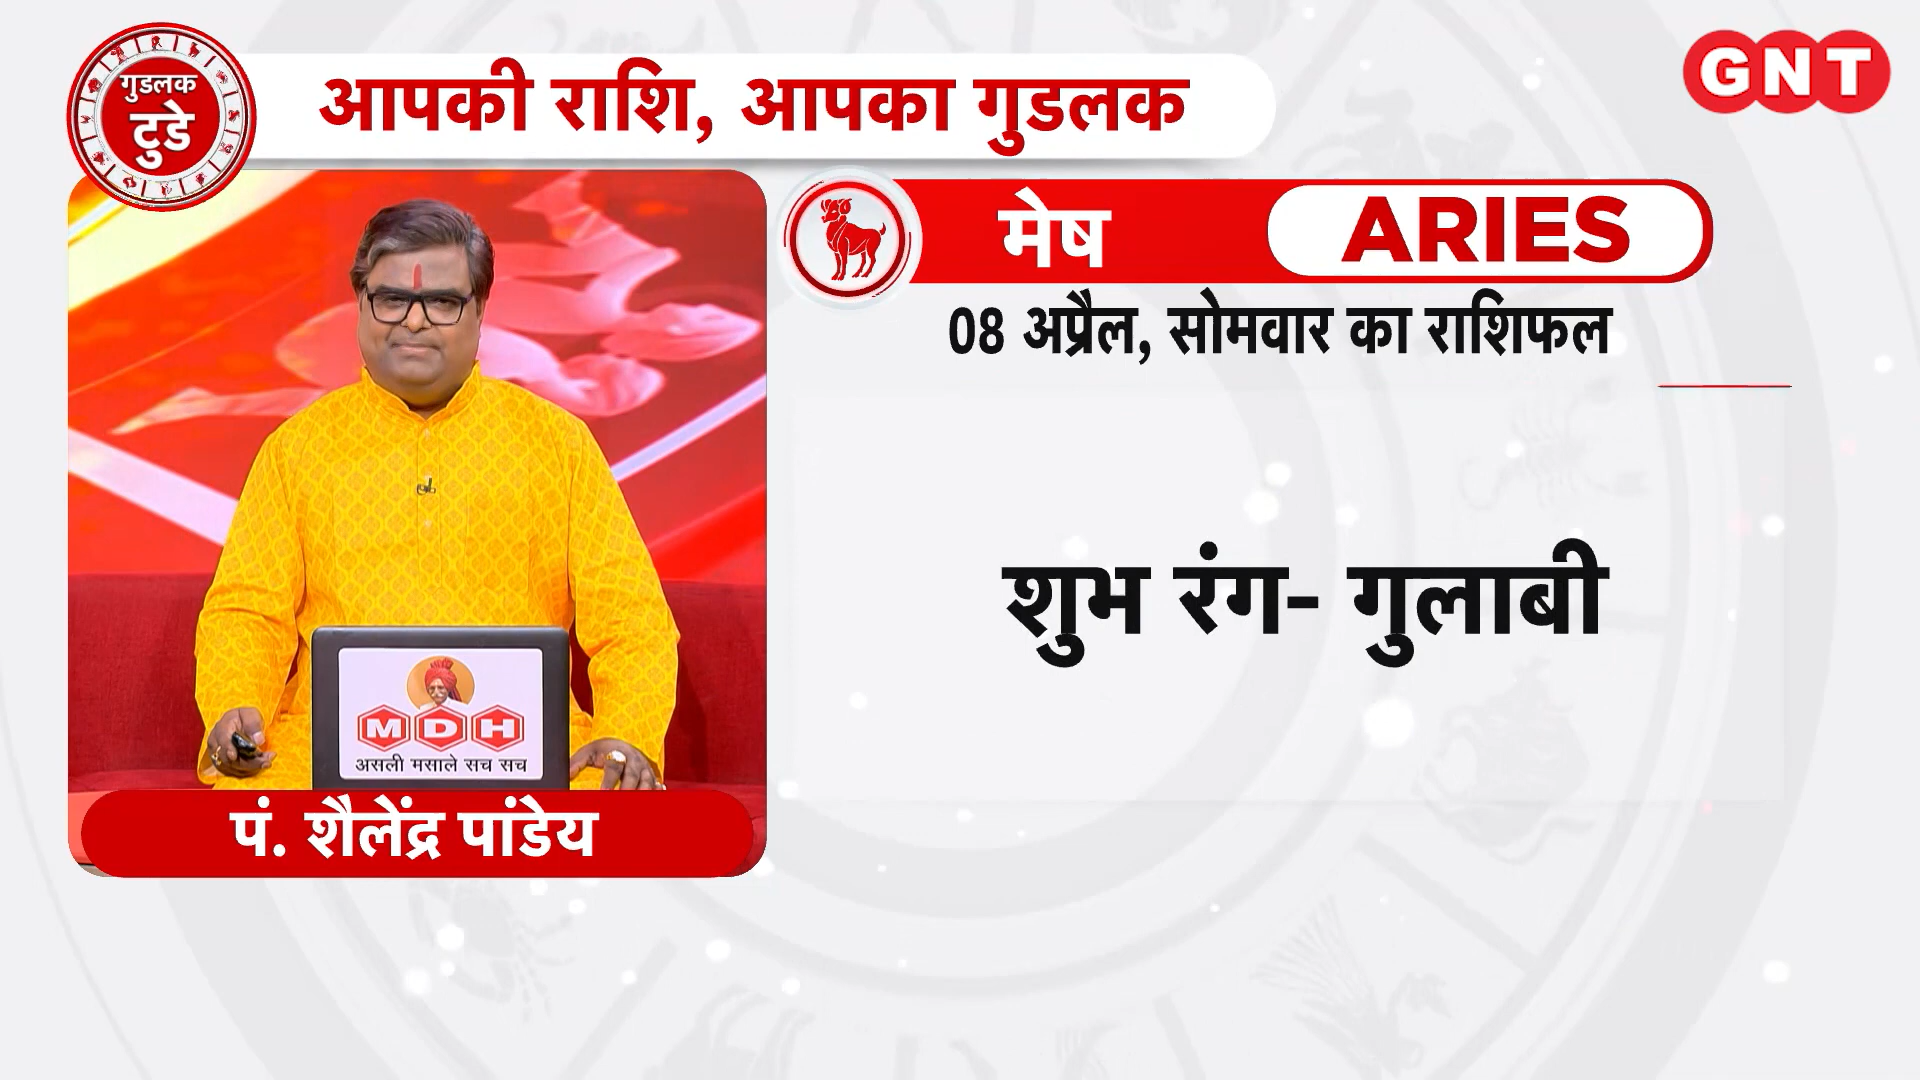 गुडलक
टुडे
आपकी राशि, आपका गुडलक
GNT
मेष
ARIES
08 अप्रैल, सोमवार का राशिफल
शुभ रंग- गुलाबी
MDH
असली मसाले सच सच
पं. शैलेंद्र पांडेय